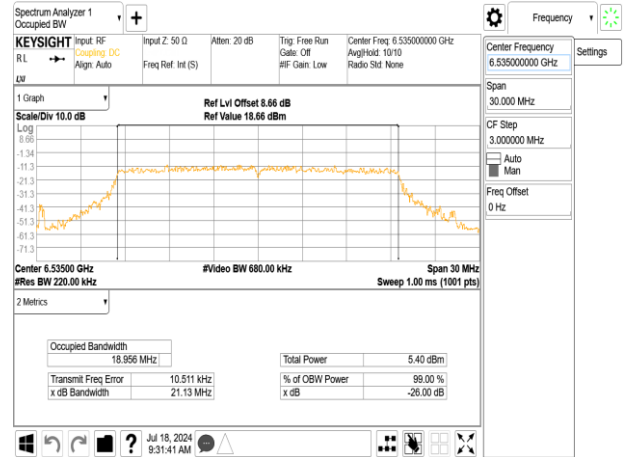 Spectrum Analyzer 1
Occupied BW
Frequency
KEYSIGHT
Input: RF
Coupling: DC
Align: Auto
Input Z: 50 Ω
Freq Ref: Int (S)
Atten: 20 dB
Trig: Free Run
Gate: Off
#IF Gain: Low
Center Freq: 6.535000000 GHz
Avg|Hold: 10/10
Radio Std: None
R L
Center Frequency
6.535000000 GHz
Settings
Span
30.000 MHz
CF Step
3.000000 MHz
Auto
Man
Freq Offset
0 Hz
1 Graph
Scale/Div 10.0 dB
Ref Lvl Offset 8.66 dB
Ref Value 18.66 dBm
Log
8.66
-1.34
-11.3
-21.3
-31.3
-41.3
-51.3
-61.3
-71.3
Center 6.53500 GHz
#Video BW 680.00 kHz
Span 30 MHz
#Res BW 220.00 kHz
Sweep 1.00 ms (1001 pts)
2 Metrics
Occupied Bandwidth
18.956 MHz
Total Power 5.40 dBm
Transmit Freq Error 10.511 kHz
% of OBW Power 99.00 %
x dB Bandwidth 21.13 MHz
x dB -26.00 dB
?
Jul 18, 2024
9:31:41 AM